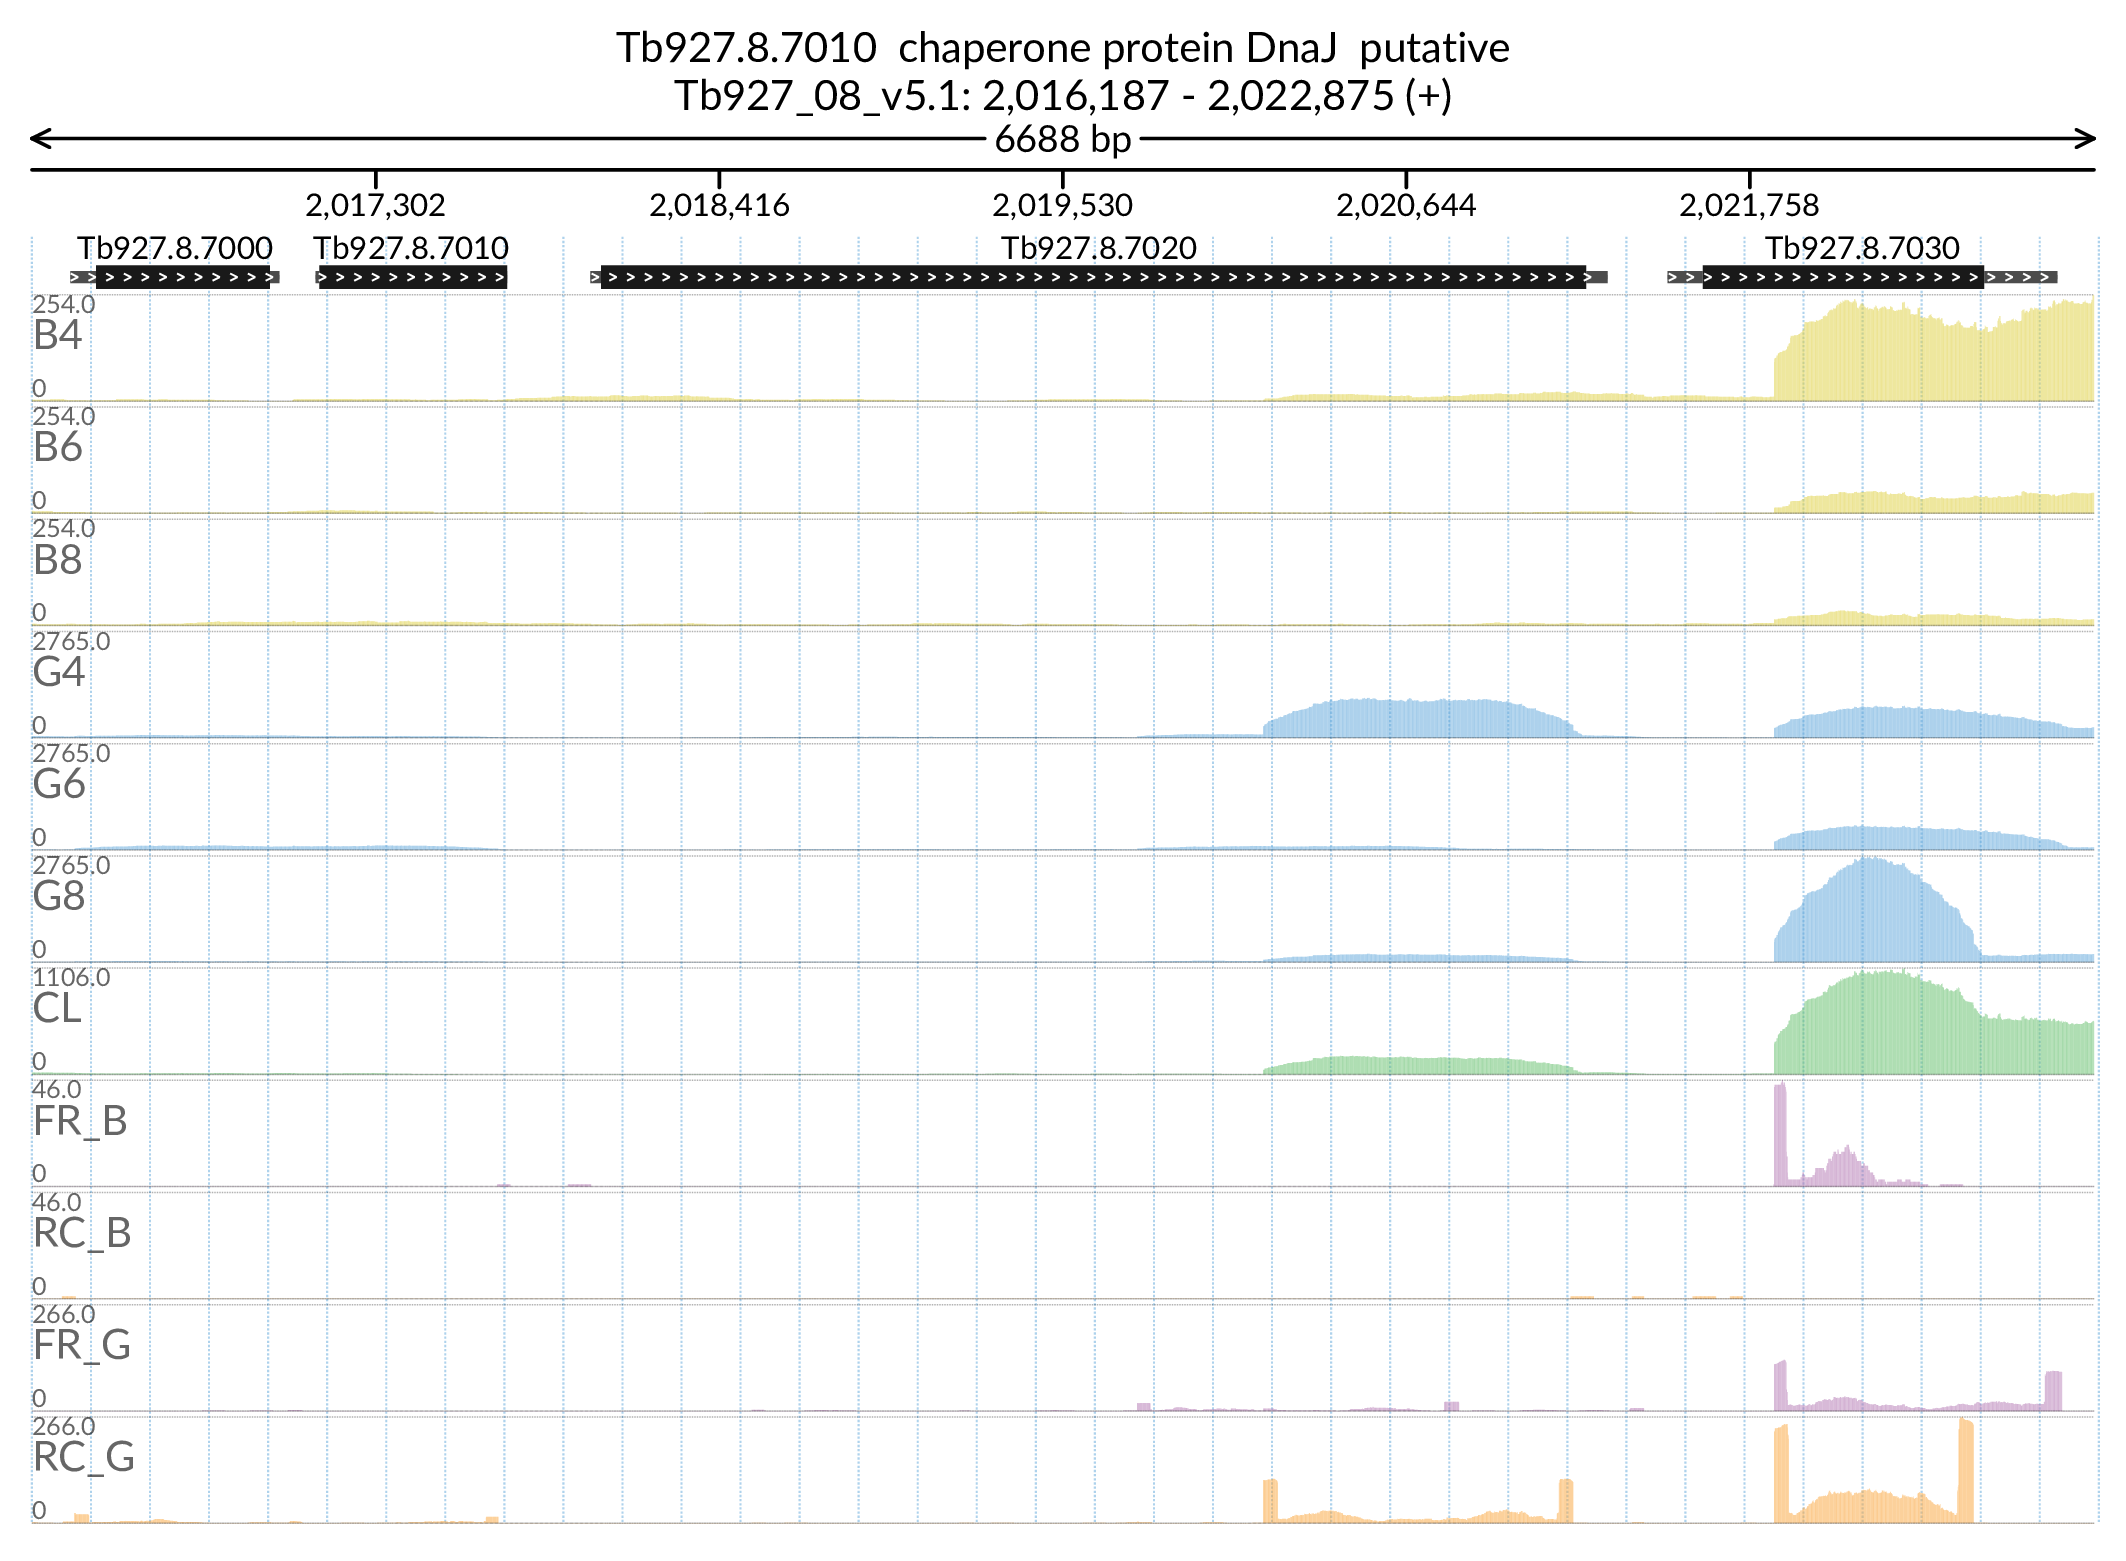 Tb927.8.7010  chaperone protein DnaJ  putative
Tb927_08_v5.1: 2,016,187 - 2,022,875 (+)
6688 bp
2,017,302 2,018,416 2,019,530 2,020,644 2,021,758
Tb927.8.7000 Tb927.8.7010 Tb927.8.7020 Tb927.8.7030
254.0
B4
0
254.0
B6
0
254.0
B8
0
2765.0
G4
0
2765.0
G6
0
2765.0
G8
0
1106.0
CL
0
46.0
FR_B
0
46.0
RC_B
0
266.0
FR_G
0
266.0
RC_G
0